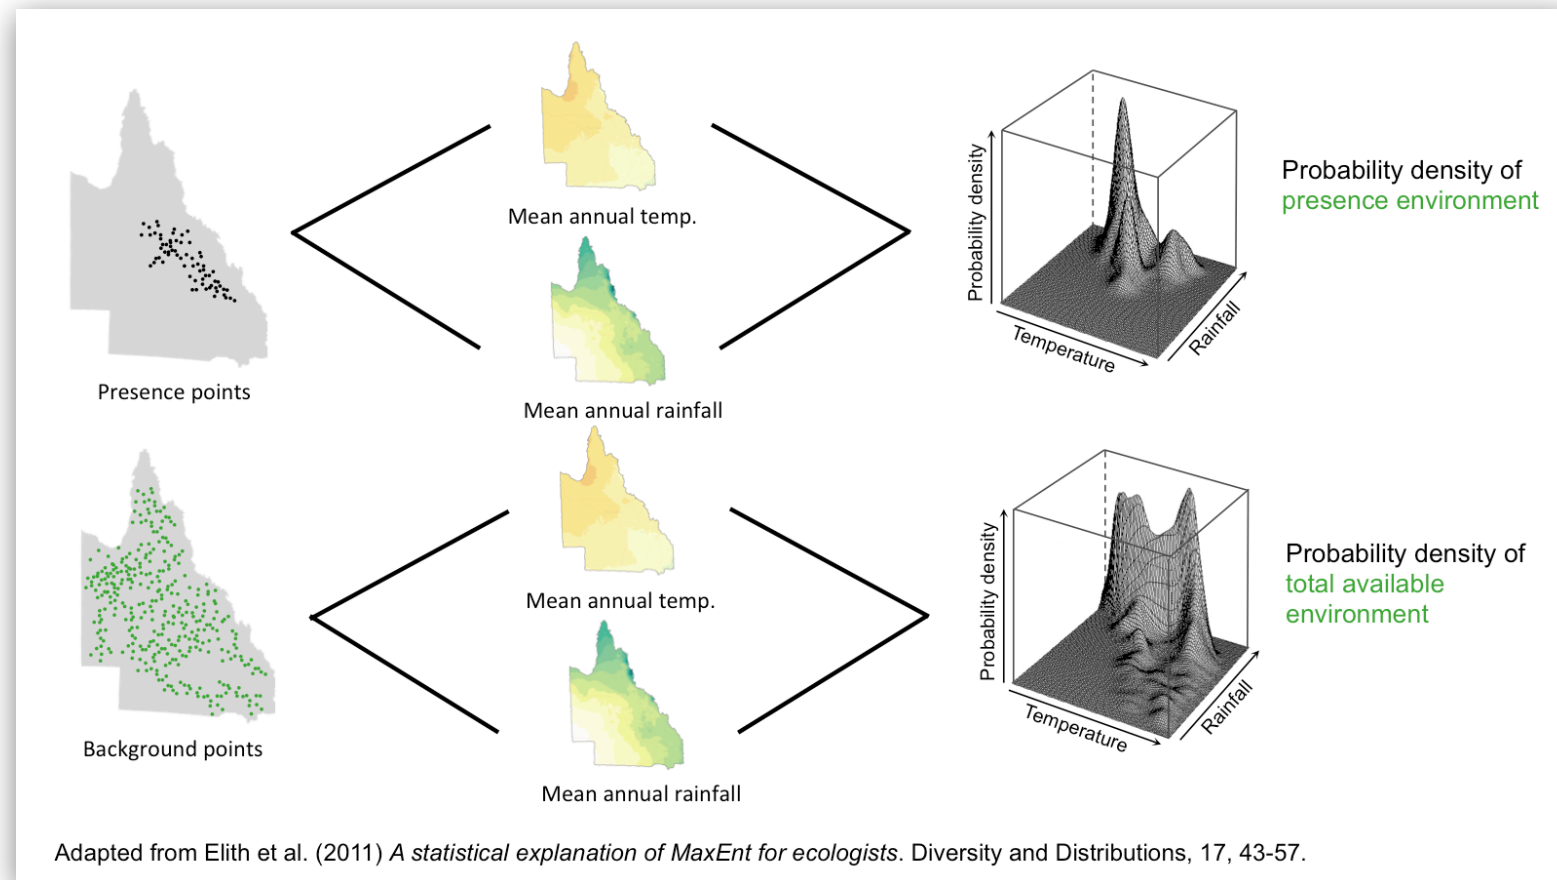 Mean annual temp.
Mean annual rainfall
Presence points
Probability density
Temperature
Rainfall
Probability density of
presence environment
Mean annual temp.
Mean annual rainfall
Background points
Probability density
Temperature
Rainfall
Probability density of
total available
environment
Adapted from Elith et al. (2011) A statistical explanation of MaxEnt for ecologists. Diversity and Distributions, 17, 43-57.